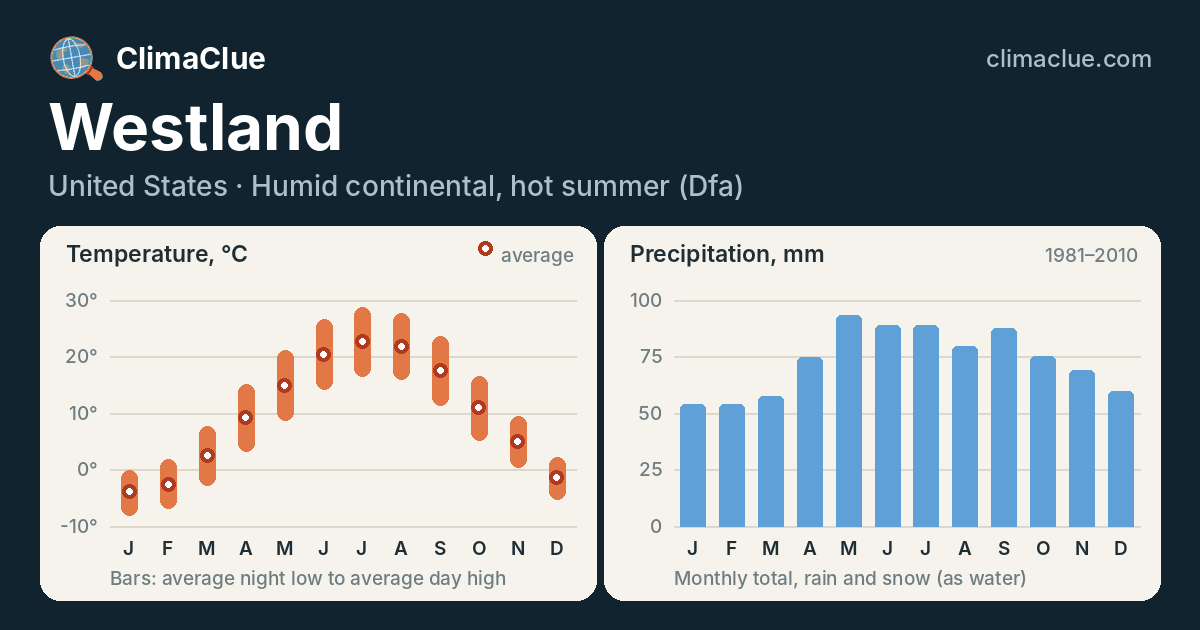 ClimaClue
climaclue.com
Westland
United States · Humid continental, hot summer (Dfa)
Temperature, °C
average
30°
20°
10°
0°
-10°
J F M A M J J A S O N D
Bars: average night low to average day high
Precipitation, mm
1981–2010
100
75
50
25
0
J F M A M J J A S O N D
Monthly total, rain and snow (as water)